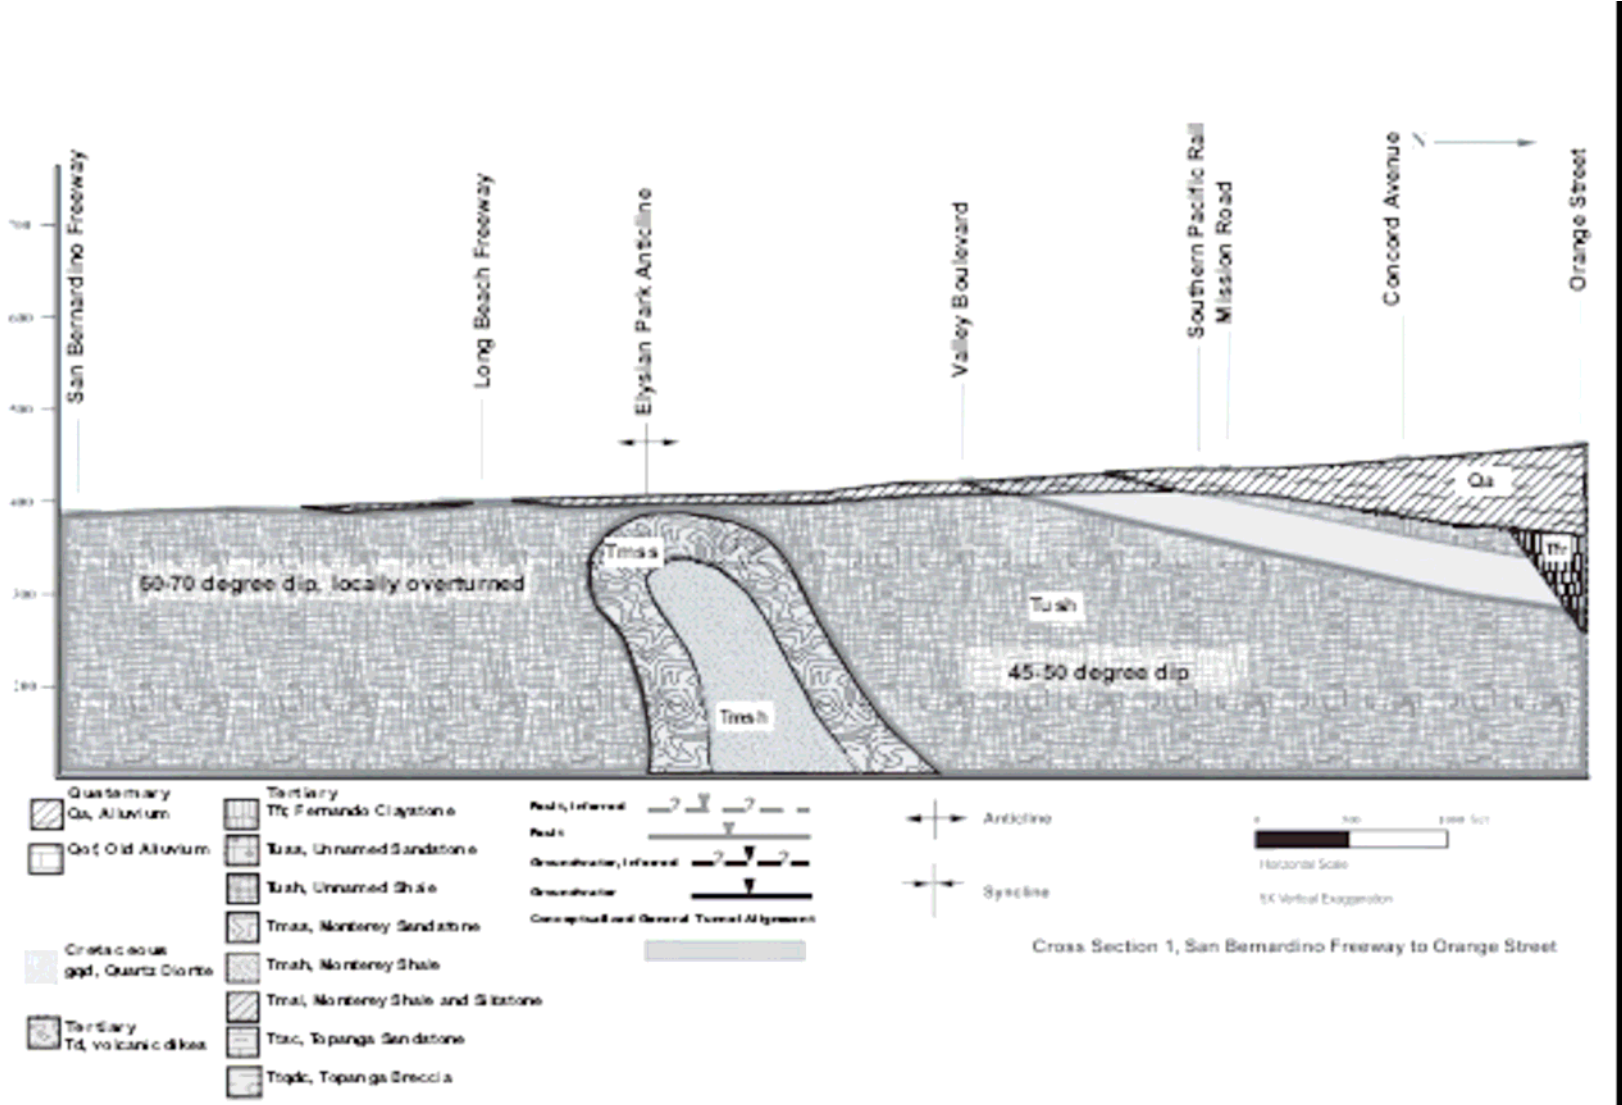 San Bernardino Freeway
Long Beach Freeway
Elysian Park Anticline
Valley Boulevard
Southern Pacific Rail
Mission Road
Concord Avenue
Orange Street
400
Qa
Tfr
Tmss
60-70 degree dip, locally overturned
Tush
45-50 degree dip
Tmsh
Quaternary
Qa, Alluvium
Qof, Old Alluvium
Cretaceous
gqd, Quartz Diorite
Tertiary
Td, volcanic dikes
Tertiary
Tfr, Fernando Claystone
Tuss, Unnamed Sandstone
Tush, Unnamed Shale
Tmss, Monterey Sandstone
Tmsh, Monterey Shale
Tmsl, Monterey Shale and Siltstone
Ttsc, Topanga Sandstone
Ttqdc, Topanga Breccia
Fault, Inferred
Fault
Groundwater, Inferred
Groundwater
Conceptual and General Tunnel Alignment
Anticline
Syncline
Horizontal Scale
5X Vertical Exaggeration
Cross Section 1, San Bernardino Freeway to Orange Street